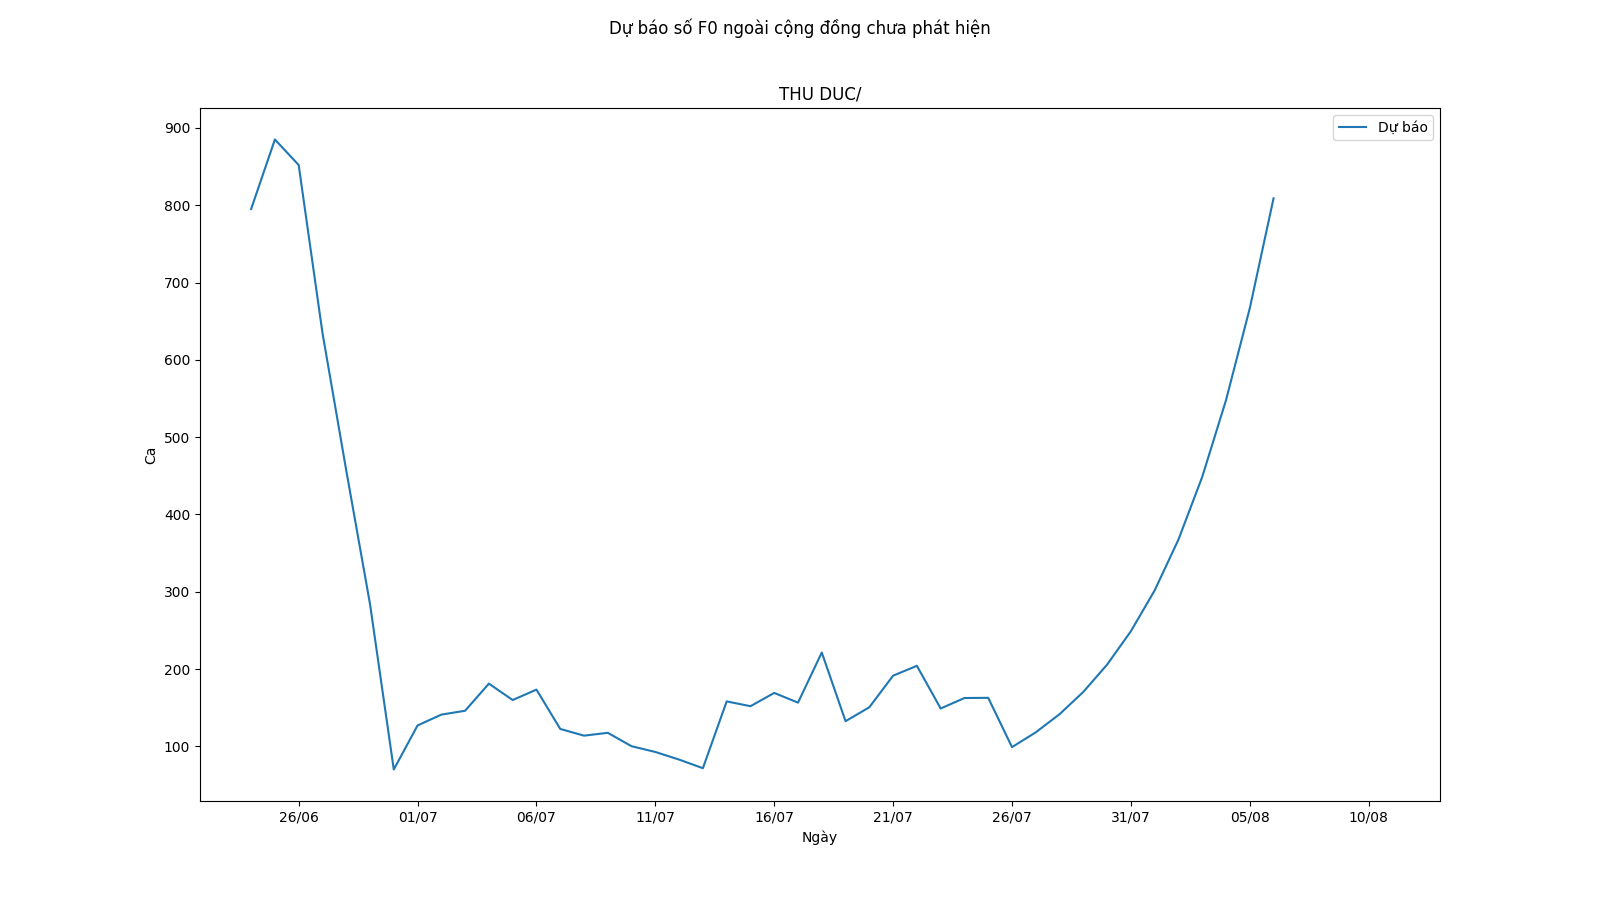 Dự báo số F0 ngoài cộng đồng chưa phát hiện
THU DUC/
Dự báo
900
800
700
600
500
400
300
200
100
Ca
26/06 01/07 06/07 11/07 16/07 21/07 26/07 31/07 05/08 10/08
Ngày